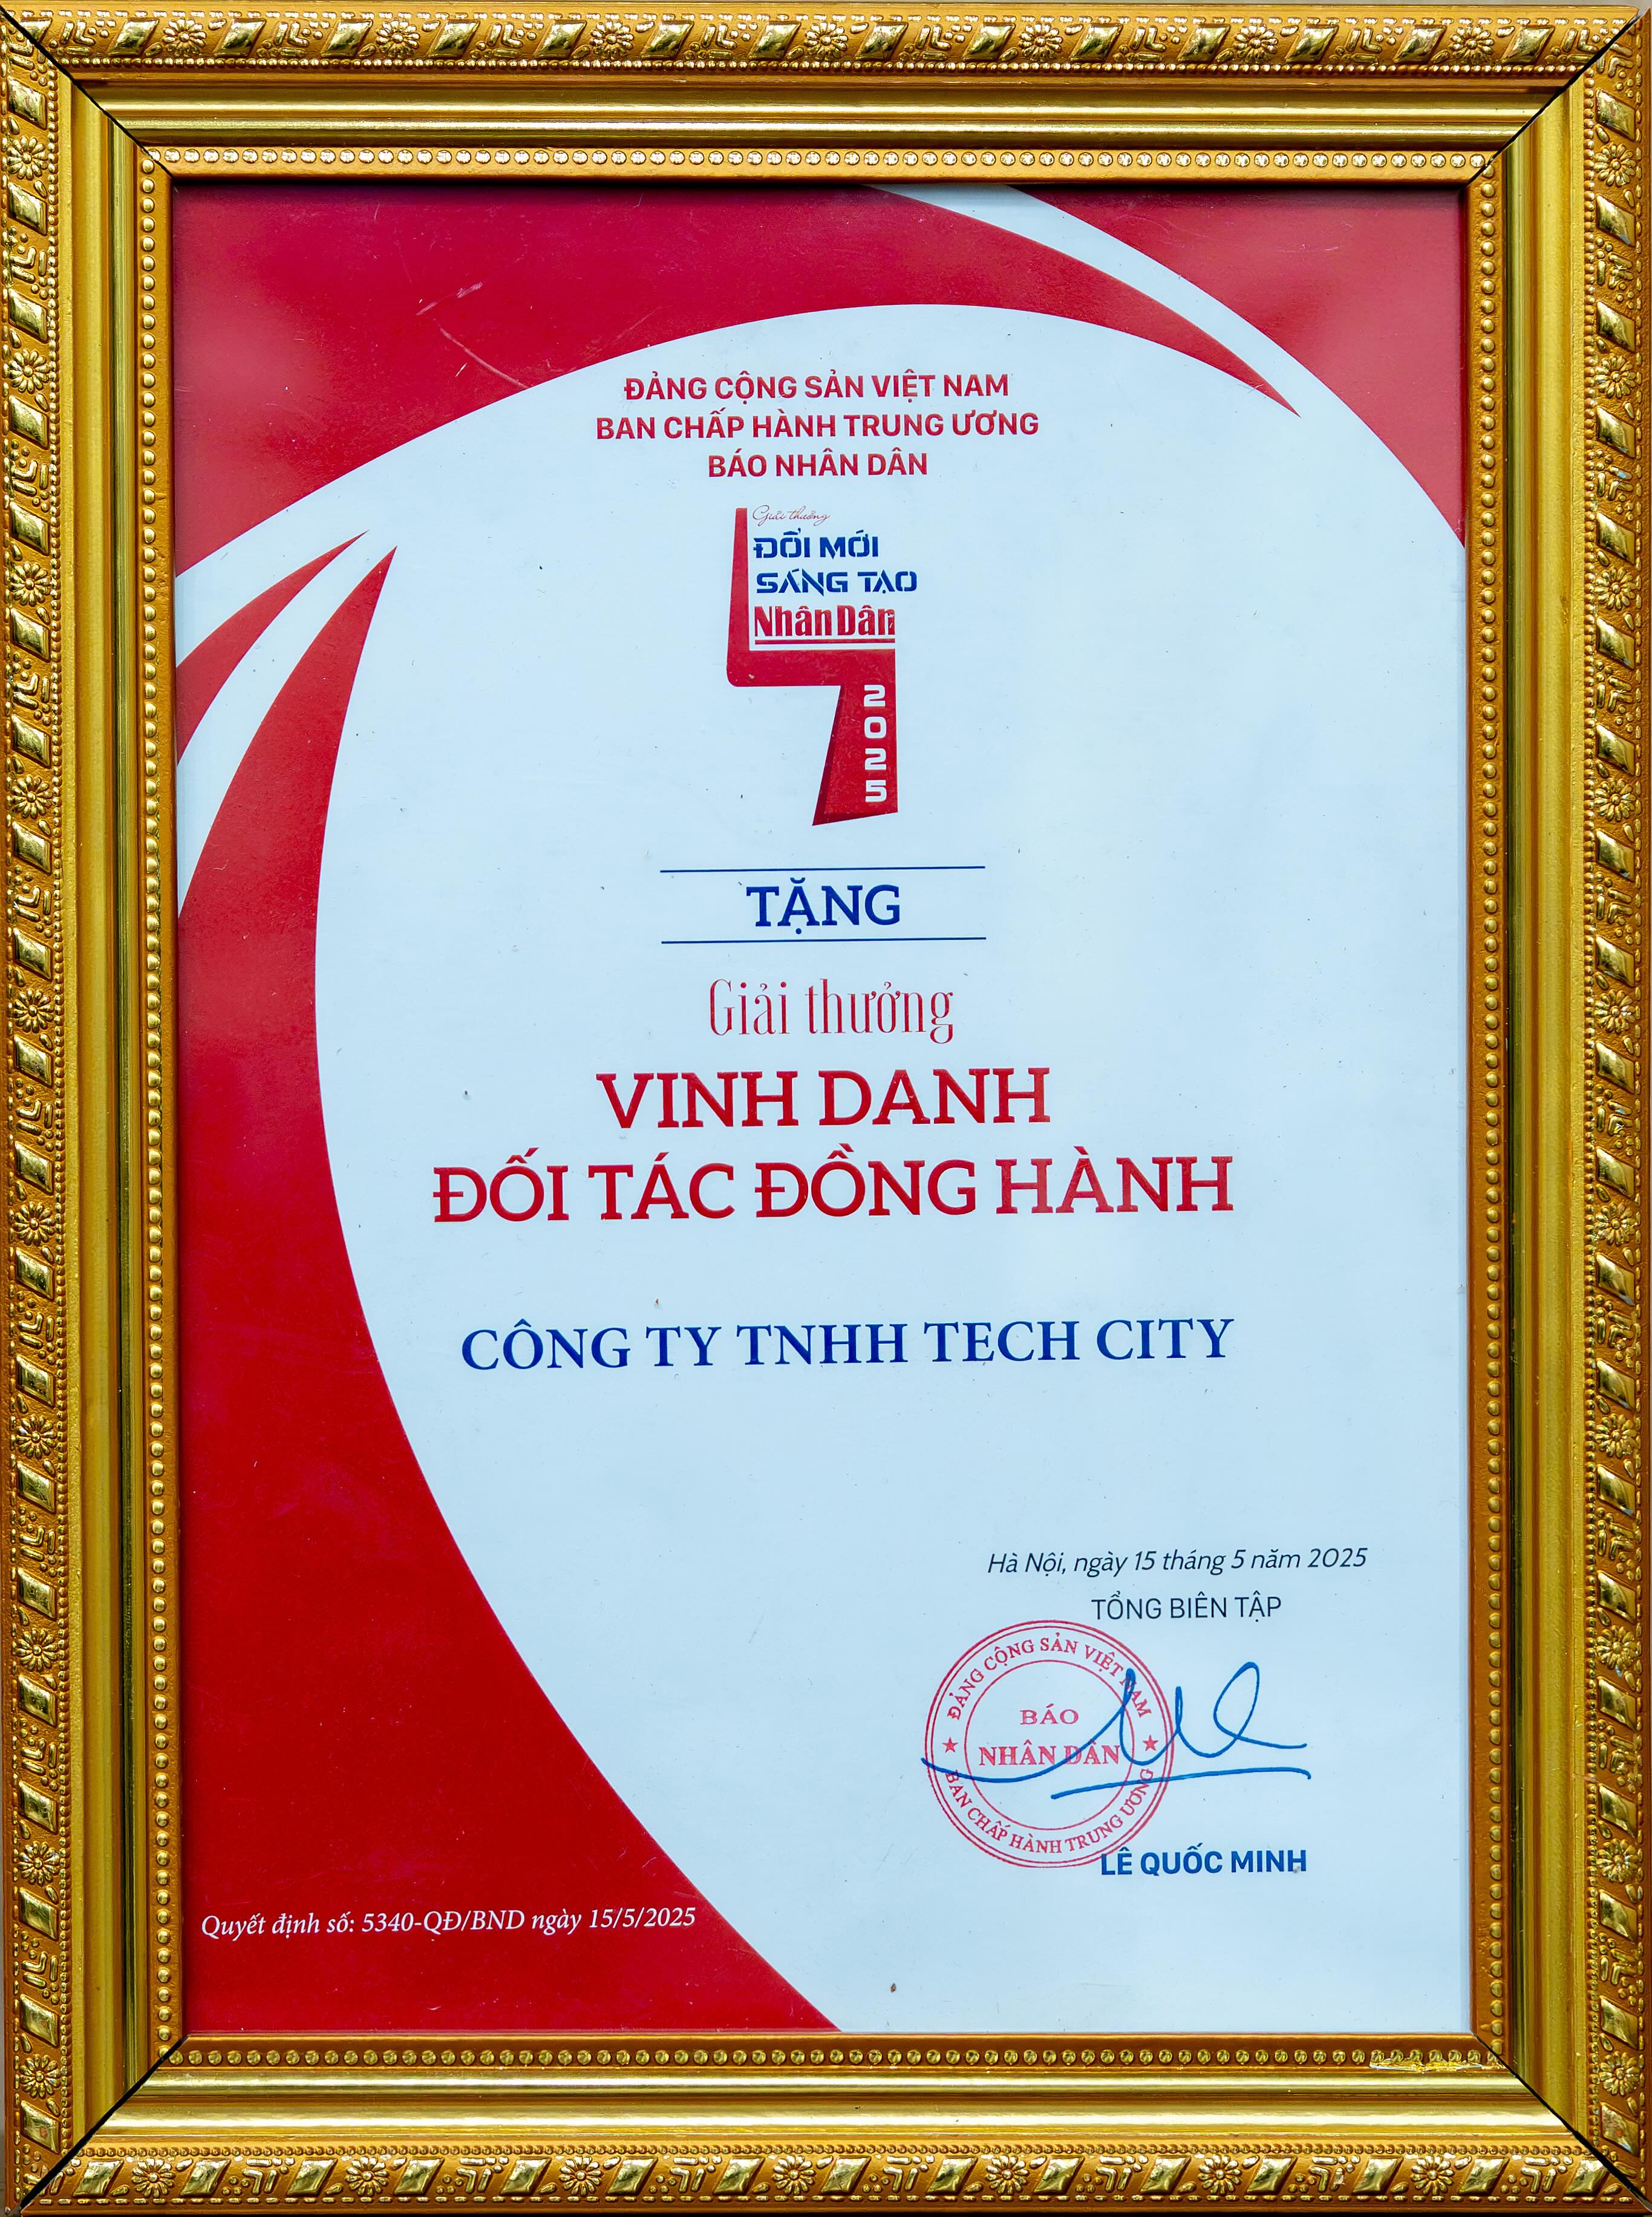 ĐẢNG CỘNG SẢN VIỆT NAM
BAN CHẤP HÀNH TRUNG ƯƠNG
BÁO NHÂN DÂN
Giải thưởng
ĐỔI MỚI
SÁNG TẠO
Nhân Dân
2025
TẶNG
Giải thưởng
VINH DANH
ĐỐI TÁC ĐỒNG HÀNH
CÔNG TY TNHH TECH CITY
Hà Nội, ngày 15 tháng 5 năm 2025
TỔNG BIÊN TẬP
ĐẢNG CỘNG SẢN VIỆT NAM
BÁO
NHÂN DÂN
BAN CHẤP HÀNH TRUNG ƯƠNG
LÊ QUỐC MINH
Quyết định số: 5340-QĐ/BND ngày 15/5/2025